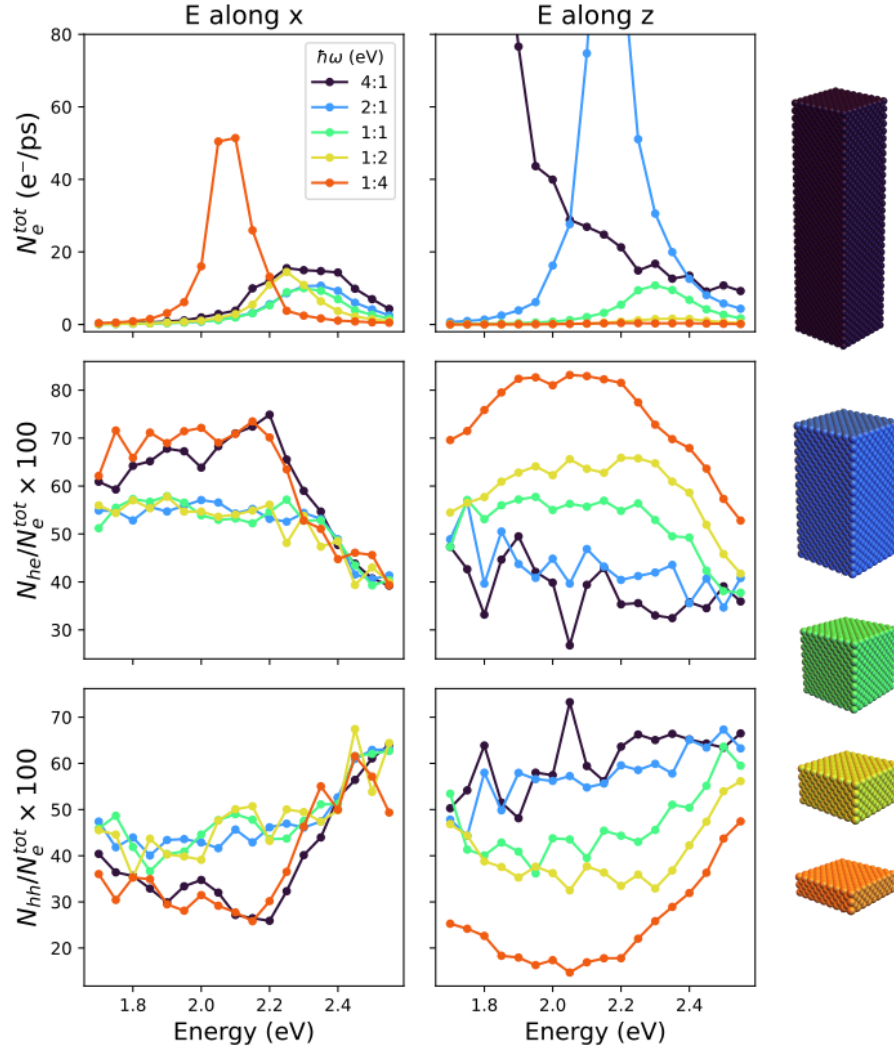 E along x
E along z
80
60
40
20
0
N_e^tot (e⁻/ps)
ħω (eV)
4:1
2:1
1:1
1:2
1:4
80
70
60
50
40
30
N_he/N_e^tot × 100
70
60
50
40
30
20
N_hh/N_e^tot × 100
1.8 2.0 2.2 2.4
1.8 2.0 2.2 2.4
Energy (eV)
Energy (eV)